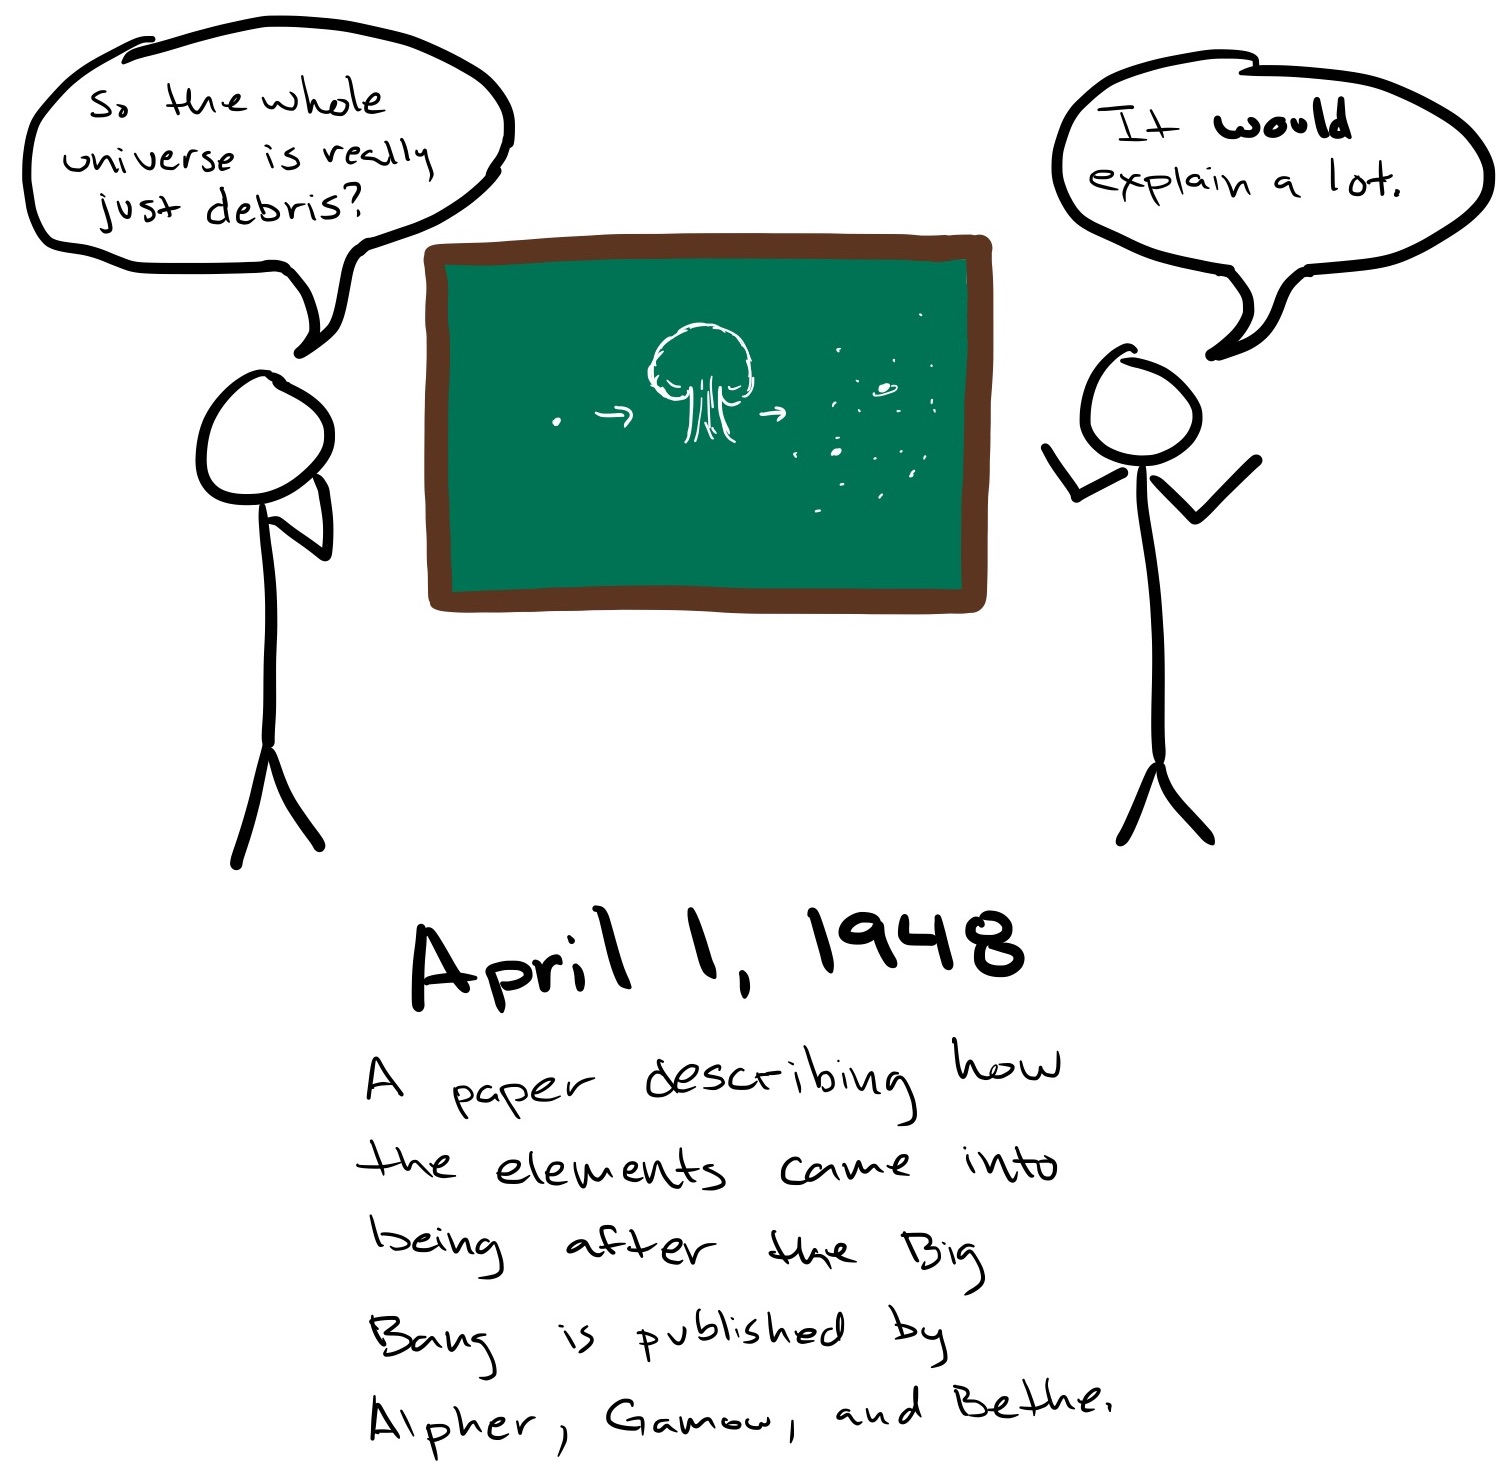 So the whole
universe is really
just debris?
It would
explain a lot.
April 1, 1948
A paper describing how
the elements came into
being after the Big
Bang is published by
Alpher, Gamow, and Bethe.